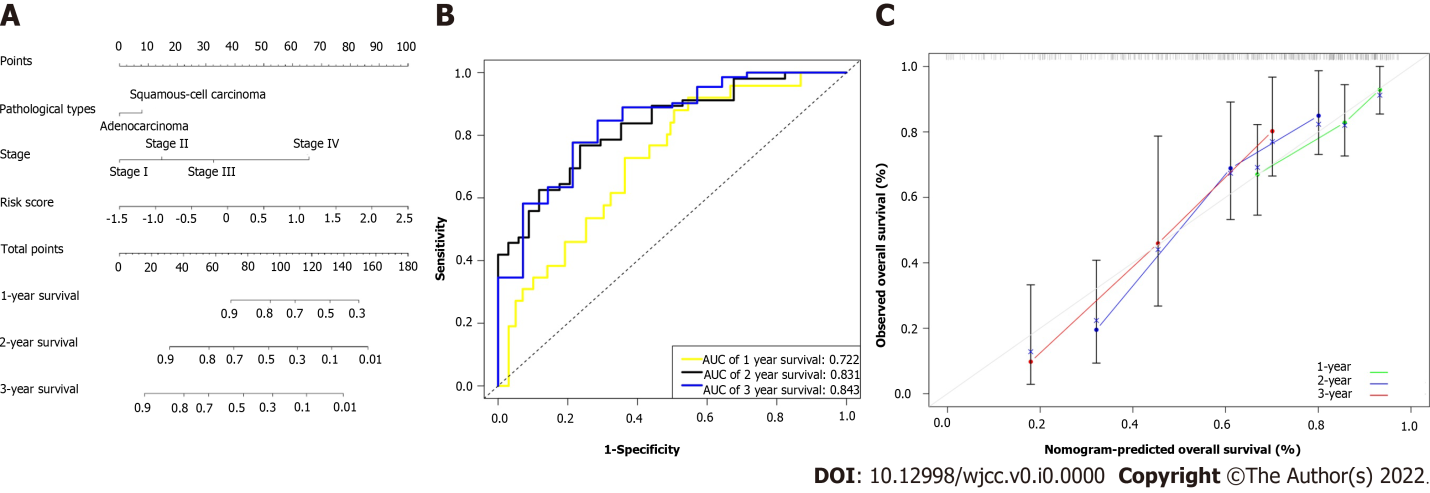 A
0 10 20 30 40 50 60 70 80 90 100
Points
Squamous-cell carcinoma
Pathological types
Adenocarcinoma
Stage II Stage IV
Stage
Stage I Stage III
Risk score
-1.5 -1.0 -0.5 0 0.5 1.0 1.5 2.0 2.5
Total points
0 20 40 60 80 100 120 140 160 180
1-year survival
0.9 0.8 0.7 0.5 0.3
2-year survival
0.9 0.8 0.7 0.5 0.3 0.1 0.01
3-year survival
0.9 0.8 0.7 0.5 0.3 0.1 0.01
B
1.0
0.8
0.6
0.4
0.2
0.0
Sensitivity
AUC of 1 year survival: 0.722
AUC of 2 year survival: 0.831
AUC of 3 year survival: 0.843
0.0 0.2 0.4 0.6 0.8 1.0
1-Specificity
C
1.0
0.8
0.6
0.4
0.2
0.0
Observed overall survival (%)
1-year
2-year
3-year
0.0 0.2 0.4 0.6 0.8 1.0
Nomogram-predicted overall survival (%)
DOI: 10.12998/wjcc.v0.i0.0000 Copyright ©The Author(s) 2022.